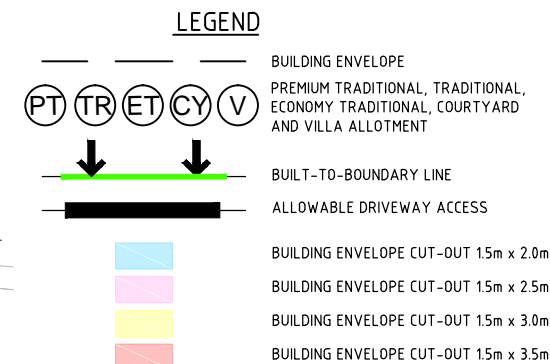 LEGEND
BUILDING ENVELOPE
PT TR ET CY V
PREMIUM TRADITIONAL, TRADITIONAL,
ECONOMY TRADITIONAL, COURTYARD
AND VILLA ALLOTMENT
BUILT-TO-BOUNDARY LINE
ALLOWABLE DRIVEWAY ACCESS
BUILDING ENVELOPE CUT-OUT 1.5m x 2.0m
BUILDING ENVELOPE CUT-OUT 1.5m x 2.5m
BUILDING ENVELOPE CUT-OUT 1.5m x 3.0m
BUILDING ENVELOPE CUT-OUT 1.5m x 3.5m